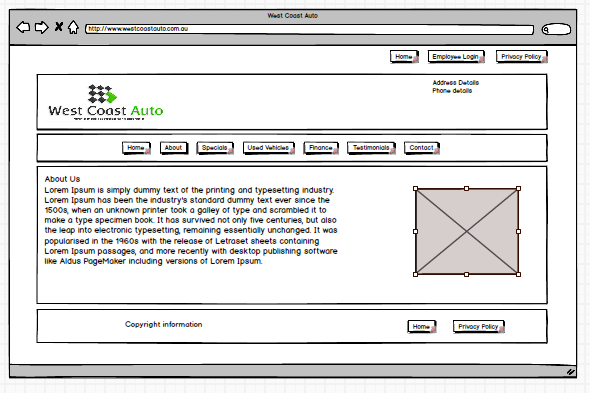 West Coast Auto
http://www.westcoastauto.com.au
Home Employee Login Privacy Policy
Address Details
Phone details
West Coast Auto
Home About Specials Used Vehicles Finance Testimonials Contact
About Us
Lorem Ipsum is simply dummy text of the printing and typesetting industry.
Lorem Ipsum has been the industry's standard dummy text ever since the
1500s, when an unknown printer took a galley of type and scrambled it to
make a type specimen book. It has survived not only five centuries, but also
the leap into electronic typesetting, remaining essentially unchanged. It was
popularised in the 1960s with the release of Letraset sheets containing
Lorem Ipsum passages, and more recently with desktop publishing software
like Aldus PageMaker including versions of Lorem Ipsum.
Copyright information
Home Privacy Policy